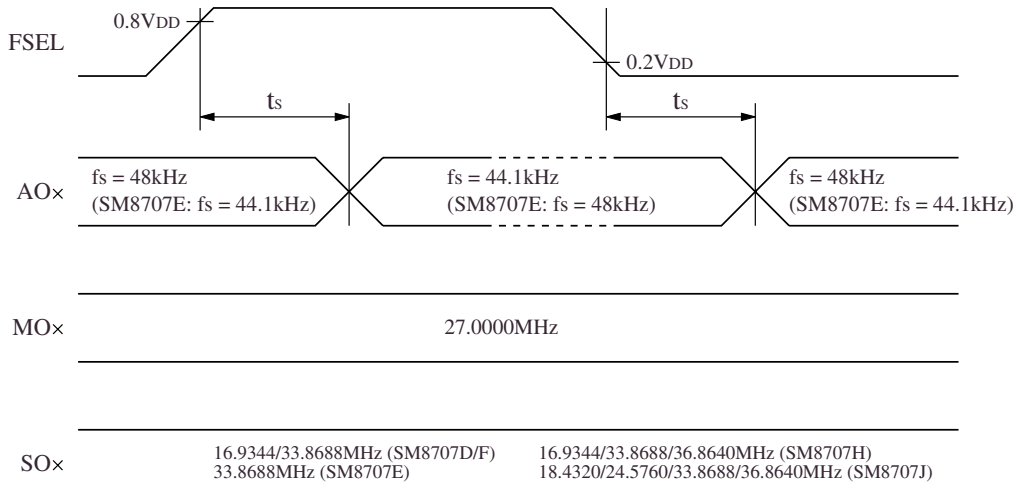 FSEL
0.8VDD
0.2VDD
ts
ts
AO×
fs = 48kHz
(SM8707E: fs = 44.1kHz)
fs = 44.1kHz
(SM8707E: fs = 48kHz)
fs = 48kHz
(SM8707E: fs = 44.1kHz)
MO×
27.0000MHz
SO×
16.9344/33.8688MHz (SM8707D/F)
33.8688MHz (SM8707E)
16.9344/33.8688/36.8640MHz (SM8707H)
18.4320/24.5760/33.8688/36.8640MHz (SM8707J)